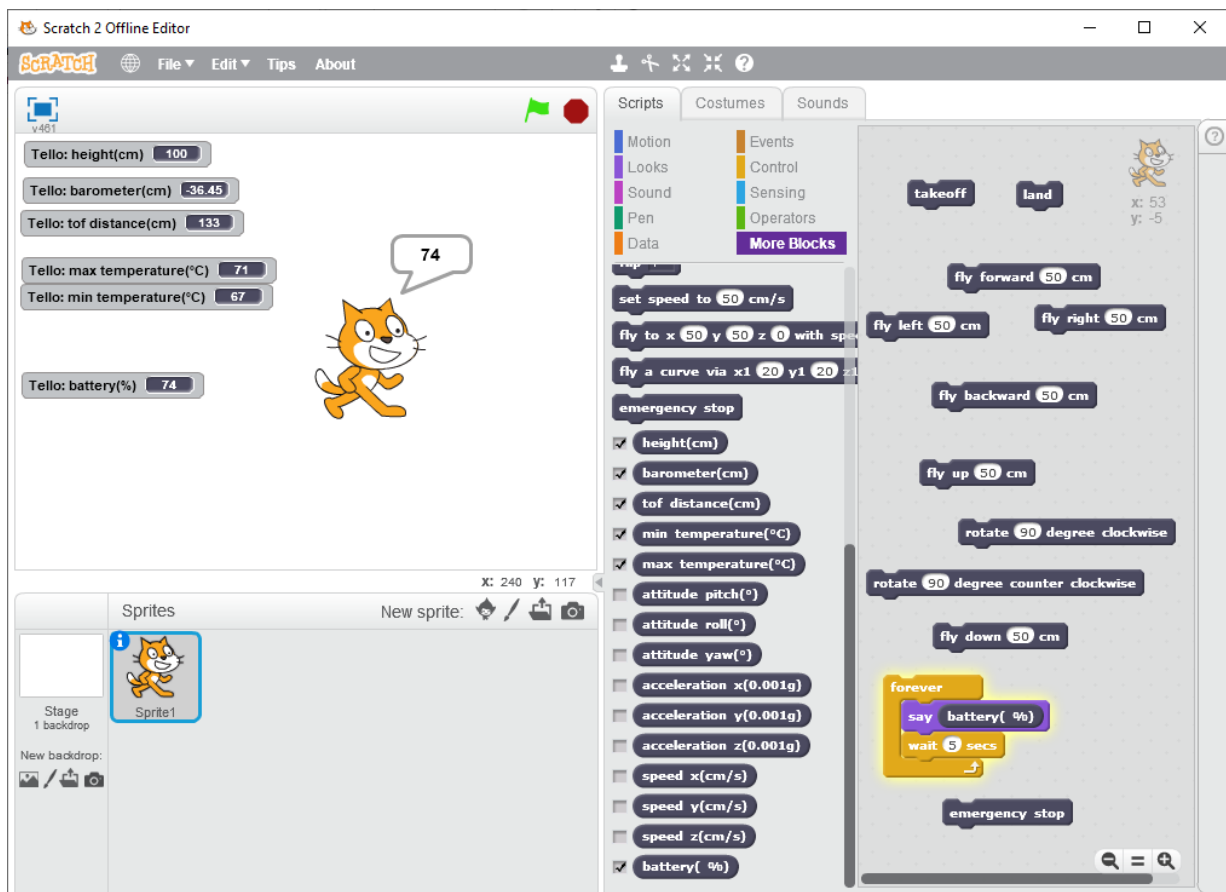 Scratch 2 Offline Editor
SCRATCH File Edit Tips About
v461
Tello: height(cm) 100
Tello: barometer(cm) -36.45
Tello: tof distance(cm) 133
Tello: max temperature(°C) 71
Tello: min temperature(°C) 67
Tello: battery(%) 74
74
x: 240 y: 117
Sprites New sprite:
Stage
1 backdrop
New backdrop:
Sprite1
Scripts Costumes Sounds
Motion Events
Looks Control
Sound Sensing
Pen Operators
Data More Blocks
set speed to 50 cm/s
fly to x 50 y 50 z 0 with spe
fly a curve via x1 20 y1 20 z1
emergency stop
height(cm)
barometer(cm)
tof distance(cm)
min temperature(°C)
max temperature(°C)
attitude pitch(°)
attitude roll(°)
attitude yaw(°)
acceleration x(0.001g)
acceleration y(0.001g)
acceleration z(0.001g)
speed x(cm/s)
speed y(cm/s)
speed z(cm/s)
battery( %)
takeoff
land
x: 53
y: -5
fly forward 50 cm
fly left 50 cm
fly right 50 cm
fly backward 50 cm
fly up 50 cm
rotate 90 degree clockwise
rotate 90 degree counter clockwise
fly down 50 cm
forever
say battery( %)
wait 5 secs
emergency stop